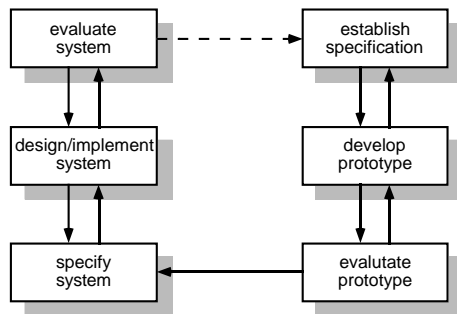 evaluate
system
establish
specification
design/implement
system
develop
prototype
specify
system
evalutate
prototype